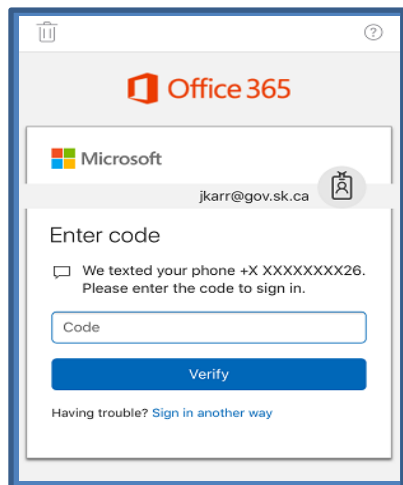 Office 365
Microsoft
jkarr@gov.sk.ca
Enter code
We texted your phone +X XXXXXXXX26.
Please enter the code to sign in.
Code
Verify
Having trouble? Sign in another way